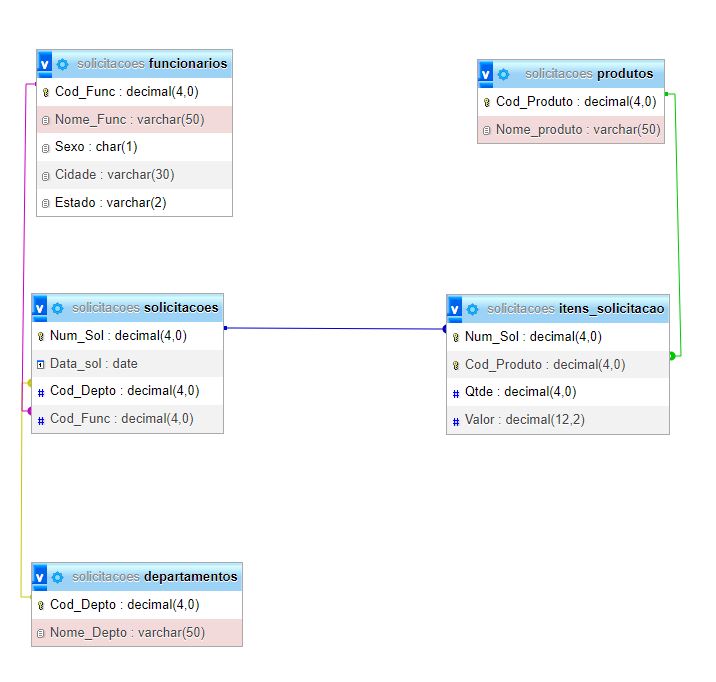 solicitacoes funcionarios
Cod_Func : decimal(4,0)
Nome_Func : varchar(50)
Sexo : char(1)
Cidade : varchar(30)
Estado : varchar(2)
solicitacoes produtos
Cod_Produto : decimal(4,0)
Nome_produto : varchar(50)
solicitacoes solicitacoes
Num_Sol : decimal(4,0)
Data_sol : date
Cod_Depto : decimal(4,0)
Cod_Func : decimal(4,0)
solicitacoes itens_solicitacao
Num_Sol : decimal(4,0)
Cod_Produto : decimal(4,0)
Qtde : decimal(4,0)
Valor : decimal(12,2)
solicitacoes departamentos
Cod_Depto : decimal(4,0)
Nome_Depto : varchar(50)